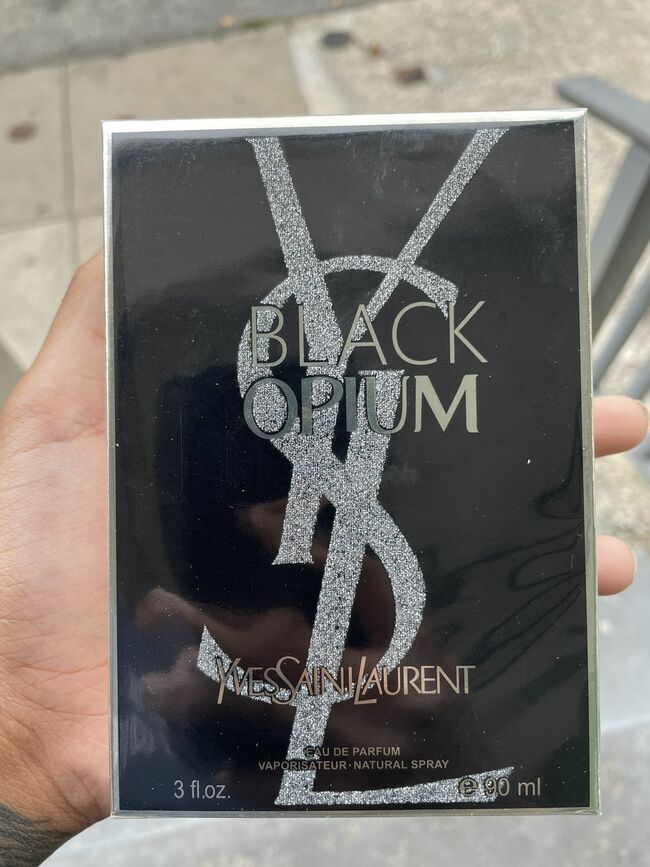 BLACK
OPIUM
YVESSAINTLAURENT
EAU DE PARFUM
VAPORISATEUR·NATURAL SPRAY
3 fl.oz. ℮ 90 ml